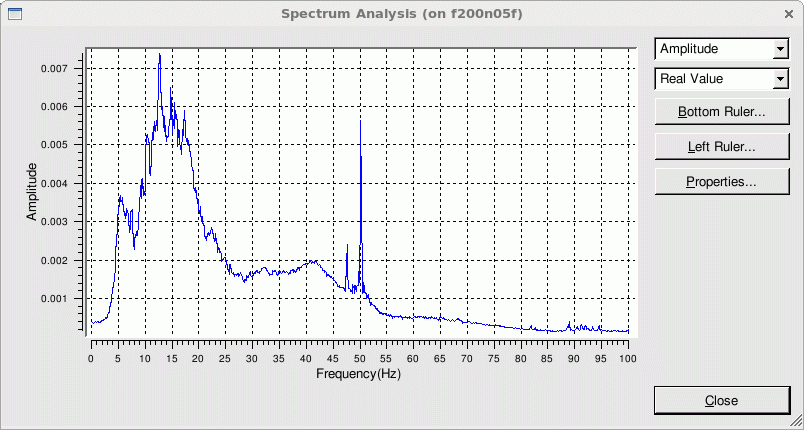 Spectrum Analysis (on f200n05f)
Amplitude
Real Value
Bottom Ruler...
Left Ruler...
Properties...
Close
Amplitude
0.007
0.006
0.005
0.004
0.003
0.002
0.001
0 5 10 15 20 25 30 35 40 45 50 55 60 65 70 75 80 85 90 95 100
Frequency(Hz)